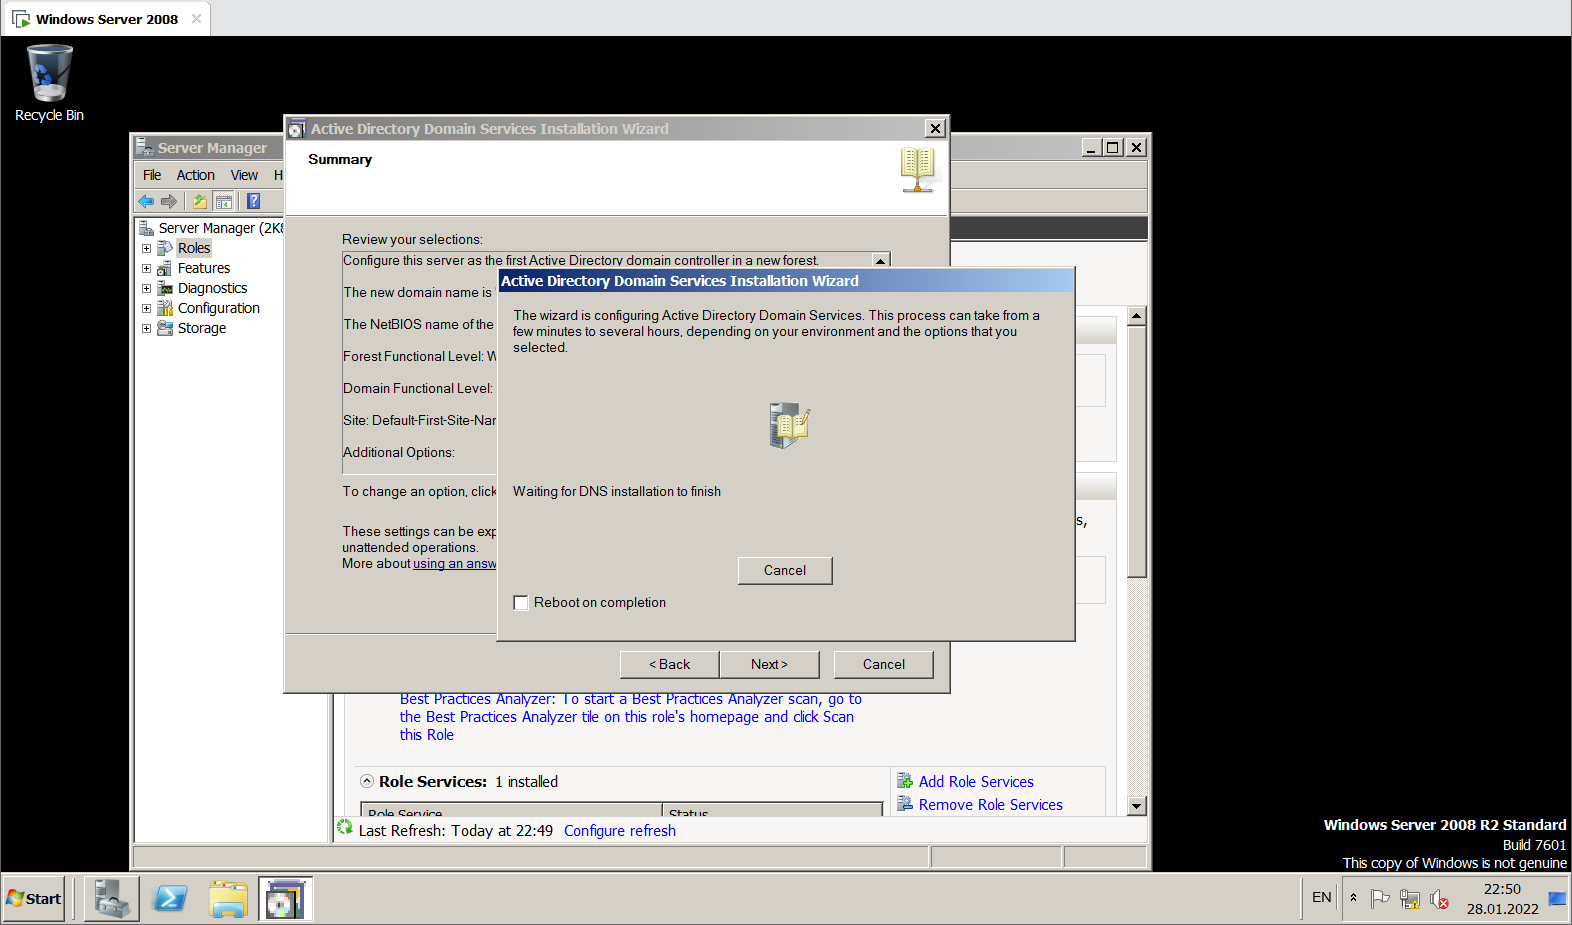 Windows Server 2008
Recycle Bin
Server Manager
File Action View H
Server Manager (2K8
Roles
Features
Diagnostics
Configuration
Storage
Active Directory Domain Services Installation Wizard
Summary
Review your selections:
Configure this server as the first Active Directory domain controller in a new forest.
The new domain name is
The NetBIOS name of the
Forest Functional Level: W
Domain Functional Level:
Site: Default-First-Site-Nar
Additional Options:
To change an option, click
These settings can be exp
unattended operations.
More about using an answ
< Back Next > Cancel
Active Directory Domain Services Installation Wizard
The wizard is configuring Active Directory Domain Services. This process can take from a
few minutes to several hours, depending on your environment and the options that you
selected.
Waiting for DNS installation to finish
Cancel
Reboot on completion
s,
Best Practices Analyzer: To start a Best Practices Analyzer scan, go to
the Best Practices Analyzer tile on this role's homepage and click Scan
this Role
Role Services: 1 installed
Add Role Services
Remove Role Services
Role Service Status
Last Refresh: Today at 22:49 Configure refresh
Windows Server 2008 R2 Standard
Build 7601
This copy of Windows is not genuine
Start
EN
22:50
28.01.2022